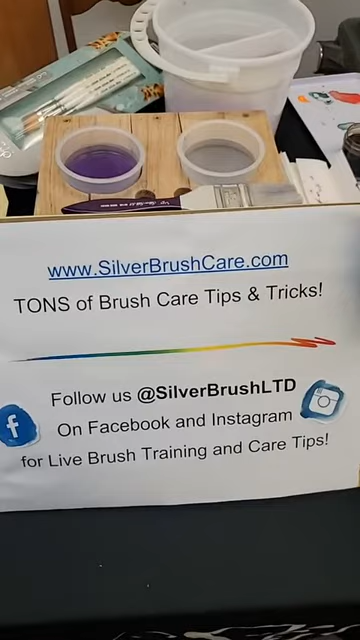 www.SilverBrushCare.com
TONS of Brush Care Tips & Tricks!
Follow us @SilverBrushLTD
On Facebook and Instagram
for Live Brush Training and Care Tips!